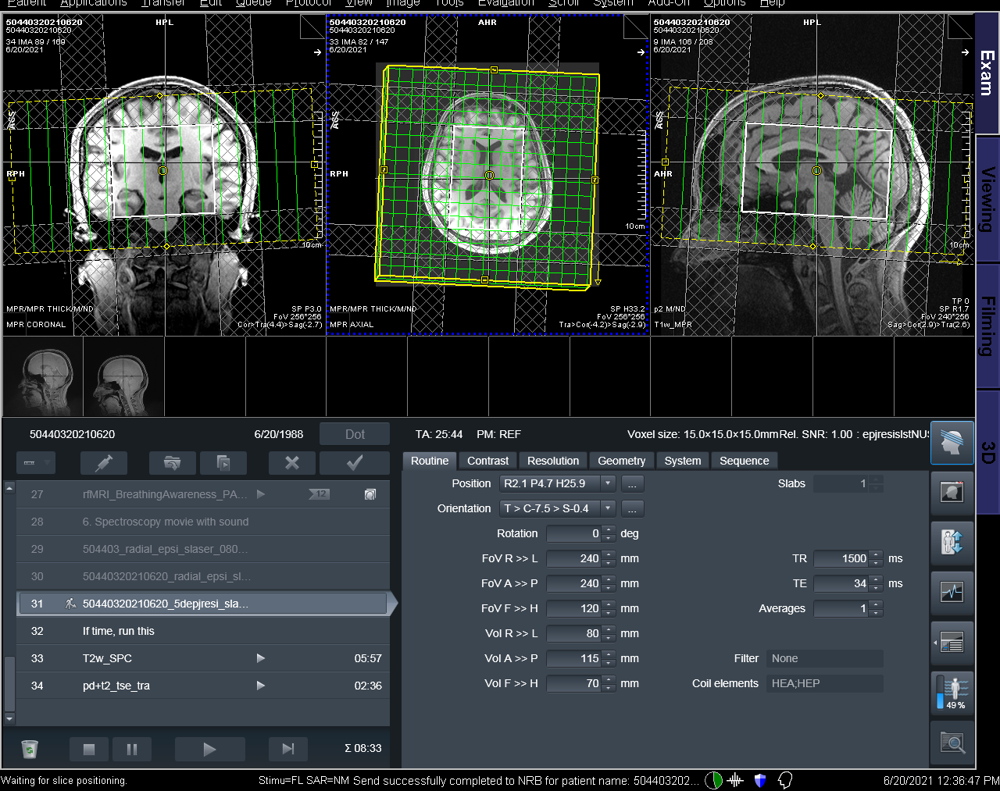 Patient Applications Transfer Edit Queue Protocol View Image Tools Evaluation Scroll System Add-On Options Help
50440320210620
50440320210620
34 IMA 89 / 169
6/20/2021
HPL
ASS
RPH
10cm
MPR/MPR THICK/M/ND
MPR CORONAL
SP P3.0
FoV 256*256
Cor>Tra(4.4)>Sag(-2.7)
50440320210620
50440320210620
33 IMA 82 / 147
6/20/2021
AHR
ASS
RPH
10cm
MPR/MPR THICK/M/ND
MPR AXIAL
SP H33.2
FoV 256*256
Tra>Cor(-4.2)>Sag(-2.9)
50440320210620
50440320210620
9 IMA 106 / 208
6/20/2021
HPL
ASS
AHR
10cm
p2 M/ND
T1w_MPR
TP 0
SP R1.7
FoV 240*256
Sag>Cor(2.9)>Tra(2.6)
Exam
Viewing
Filming
3D
50440320210620 6/20/1988 Dot
27 rfMRI_BreathingAwareness_PA... 12
28 6. Spectroscopy movie with sound
29 504403_radial_epsi_slaser_080...
30 50440320210620_radial_epsi_sl...
31 50440320210620_5depjresi_sla...
32 If time, run this
33 T2w_SPC 05:57
34 pd+t2_tse_tra 02:36
Σ 08:33
TA: 25:44 PM: REF Voxel size: 15.0×15.0×15.0mmRel. SNR: 1.00 : epjresislstNUS
Routine Contrast Resolution Geometry System Sequence
Position R2.1 P4.7 H25.9 ... Slabs 1
Orientation T > C-7.5 > S-0.4 ...
Rotation 0 deg
FoV R >> L 240 mm TR 1500 ms
FoV A >> P 240 mm TE 34 ms
FoV F >> H 120 mm Averages 1
Vol R >> L 80 mm
Vol A >> P 115 mm Filter None
Vol F >> H 70 mm Coil elements HEA;HEP
49 %
Waiting for slice positioning. Stimu=FL SAR=NM Send successfully completed to NRB for patient name: 504403202... 6/20/2021 12:36:47 PM